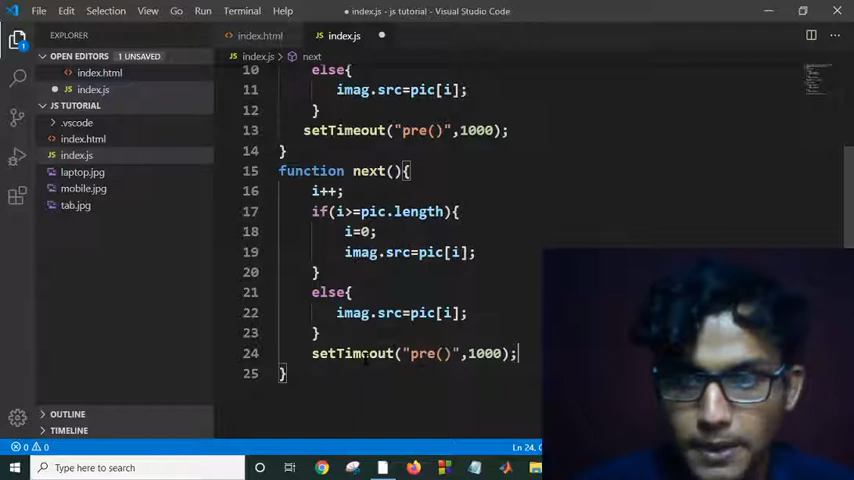 File Edit Selection View Go Run Terminal Help
● index.js - js tutorial - Visual Studio Code
EXPLORER
OPEN EDITORS 1 UNSAVED
index.html
index.js
JS TUTORIAL
.vscode
index.html
index.js
laptop.jpg
mobile.jpg
tab.jpg
OUTLINE
TIMELINE
index.html index.js
index.js > next
10 else{
11 imag.src=pic[i];
12 }
13 setTimeout("pre()",1000);
14 }
15 function next(){
16 i++;
17 if(i>=pic.length){
18 i=0;
19 imag.src=pic[i];
20 }
21 else{
22 imag.src=pic[i];
23 }
24 setTimeout("pre()",1000);
25 }
0 0 Ln 24,
Type here to search